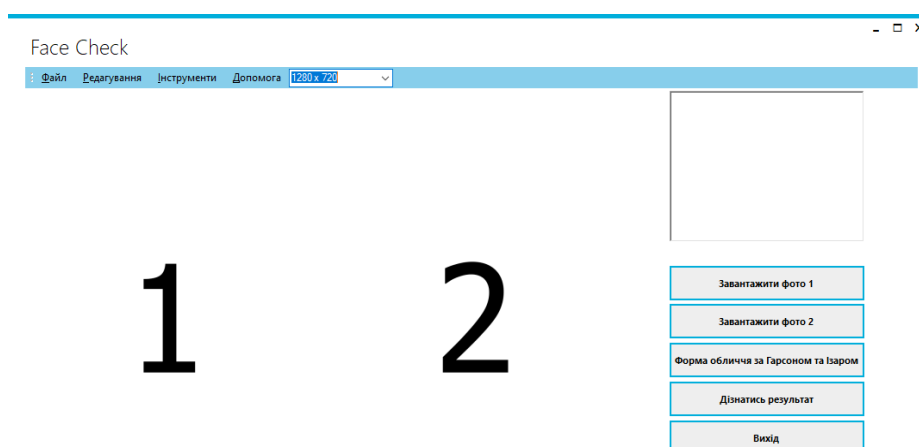 Face Check
Файл Редагування Інструменти Допомога 1280 x 720
1 2
Завантажити фото 1
Завантажити фото 2
Форма обличчя за Гарсоном та Ізаром
Дізнатись результат
Вихід